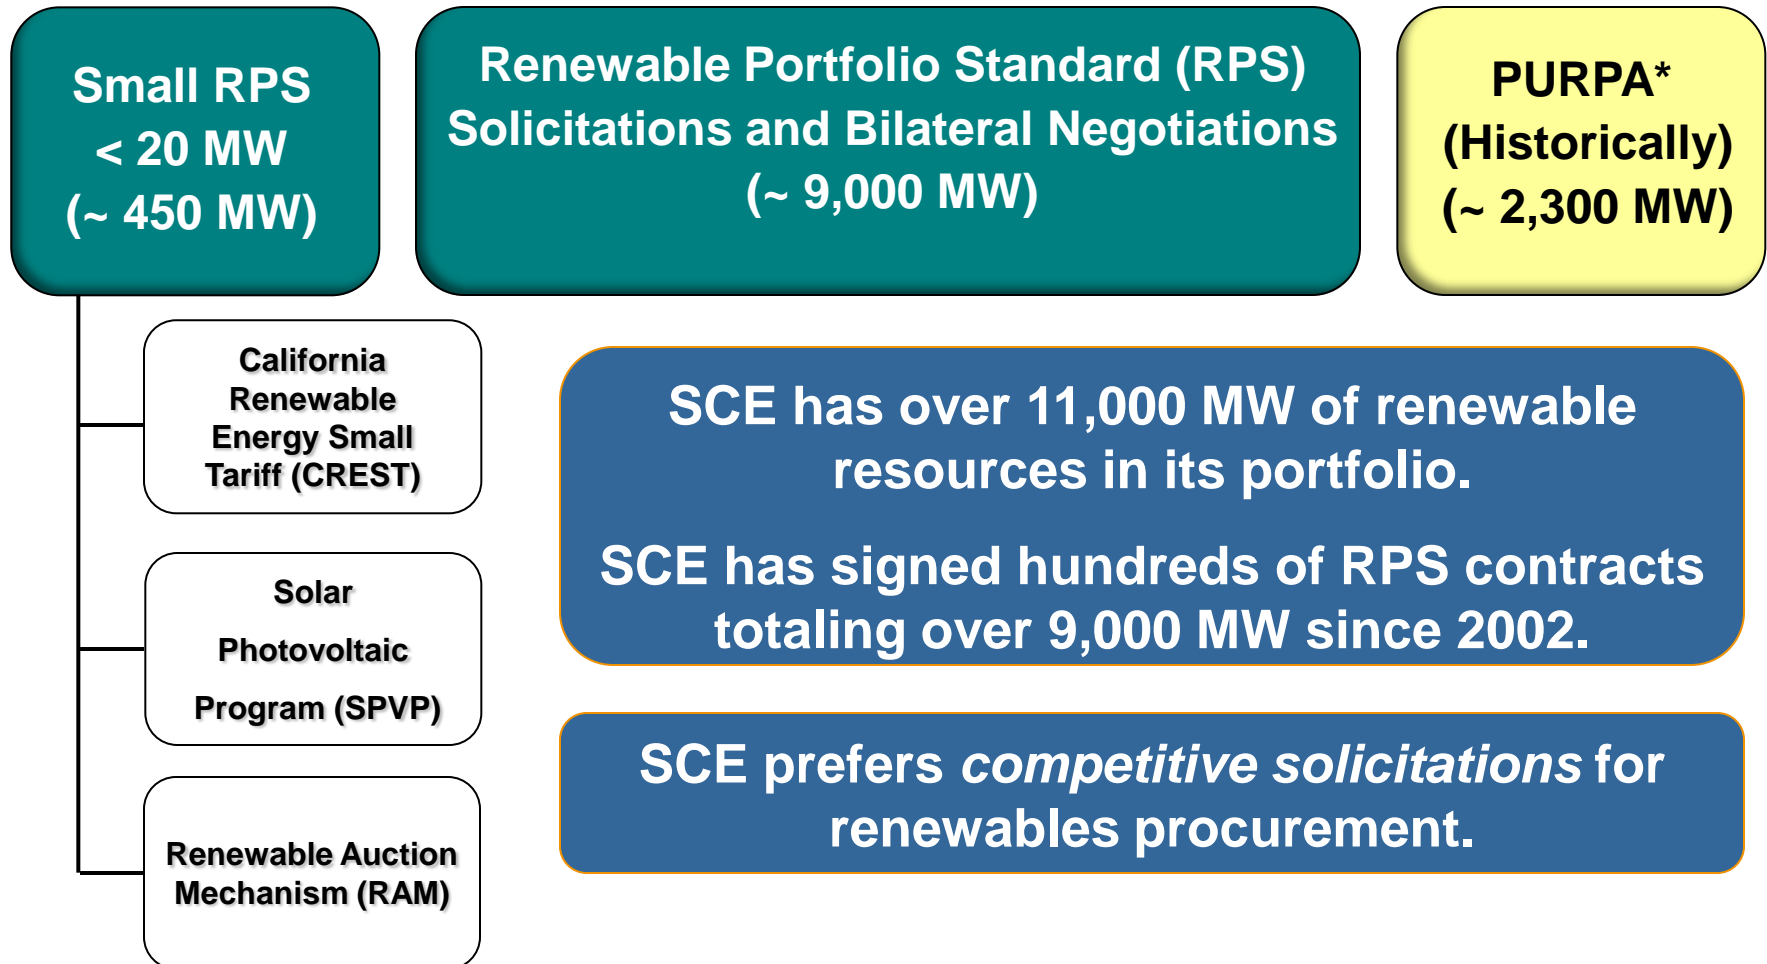 Small RPS
< 20 MW
(~ 450 MW)
Renewable Portfolio Standard (RPS)
Solicitations and Bilateral Negotiations
(~ 9,000 MW)
PURPA*
(Historically)
(~ 2,300 MW)
California
Renewable
Energy Small
Tariff (CREST)
Solar
Photovoltaic
Program (SPVP)
Renewable Auction
Mechanism (RAM)
SCE has over 11,000 MW of renewable
resources in its portfolio.
SCE has signed hundreds of RPS contracts
totaling over 9,000 MW since 2002.
SCE prefers competitive solicitations for
renewables procurement.